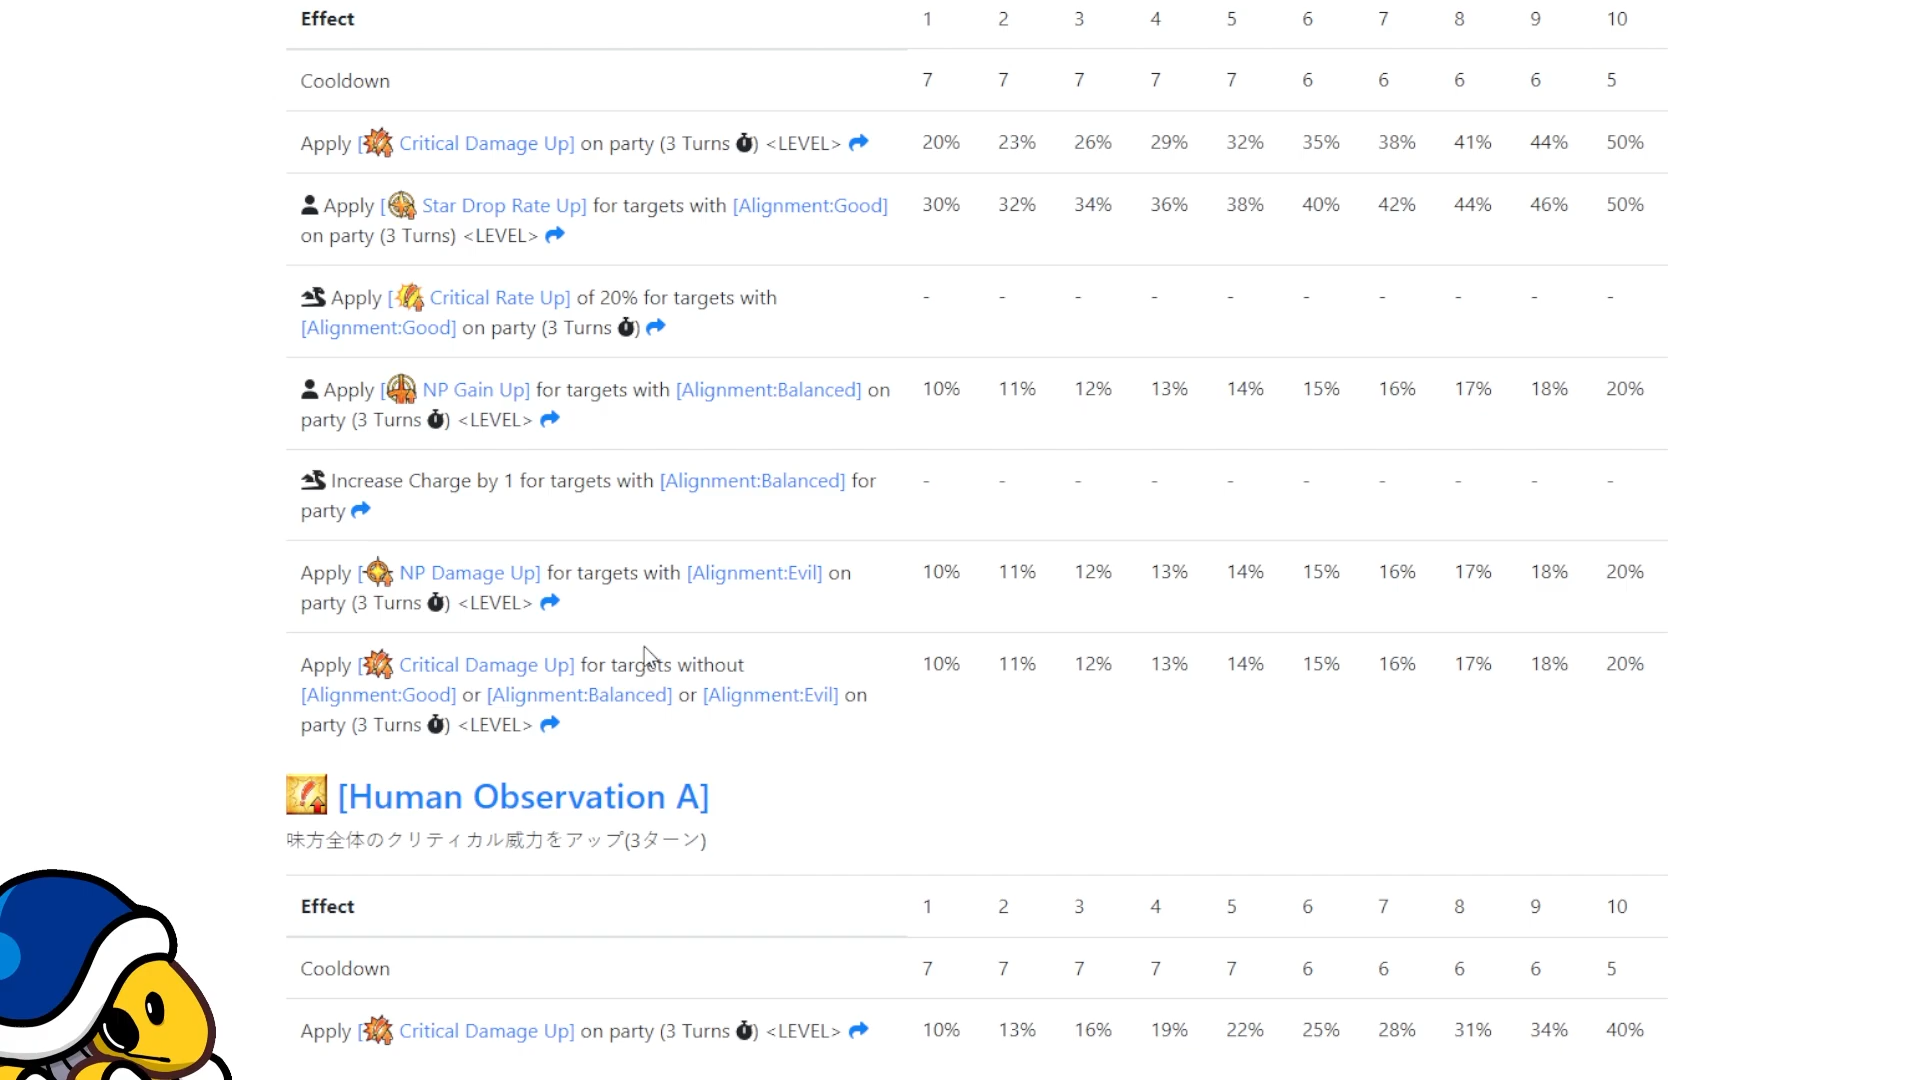 Effect 1 2 3 4 5 6 7 8 9 10
Cooldown 7 7 7 7 7 6 6 6 6 5
Apply [Critical Damage Up] on party (3 Turns) <LEVEL> 20% 23% 26% 29% 32% 35% 38% 41% 44% 50%
Apply [Star Drop Rate Up] for targets with [Alignment:Good] 30% 32% 34% 36% 38% 40% 42% 44% 46% 50%
on party (3 Turns) <LEVEL>
Apply [Critical Rate Up] of 20% for targets with - - - - - - - - - -
[Alignment:Good] on party (3 Turns)
Apply [NP Gain Up] for targets with [Alignment:Balanced] on 10% 11% 12% 13% 14% 15% 16% 17% 18% 20%
party (3 Turns) <LEVEL>
Increase Charge by 1 for targets with [Alignment:Balanced] for - - - - - - - - - -
party
Apply [NP Damage Up] for targets with [Alignment:Evil] on 10% 11% 12% 13% 14% 15% 16% 17% 18% 20%
party (3 Turns) <LEVEL>
Apply [Critical Damage Up] for targets without 10% 11% 12% 13% 14% 15% 16% 17% 18% 20%
[Alignment:Good] or [Alignment:Balanced] or [Alignment:Evil] on
party (3 Turns) <LEVEL>
[Human Observation A]
味方全体のクリティカル威力をアップ(3ターン)
Effect 1 2 3 4 5 6 7 8 9 10
Cooldown 7 7 7 7 7 6 6 6 6 5
Apply [Critical Damage Up] on party (3 Turns) <LEVEL> 10% 13% 16% 19% 22% 25% 28% 31% 34% 40%